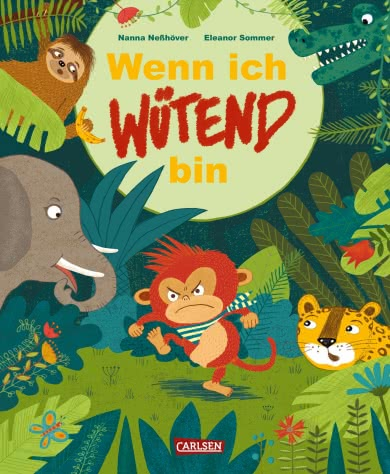 Nanna Neßhöver Eleanor Sommer
Wenn ich
WÜTEND
bin
CARLSEN